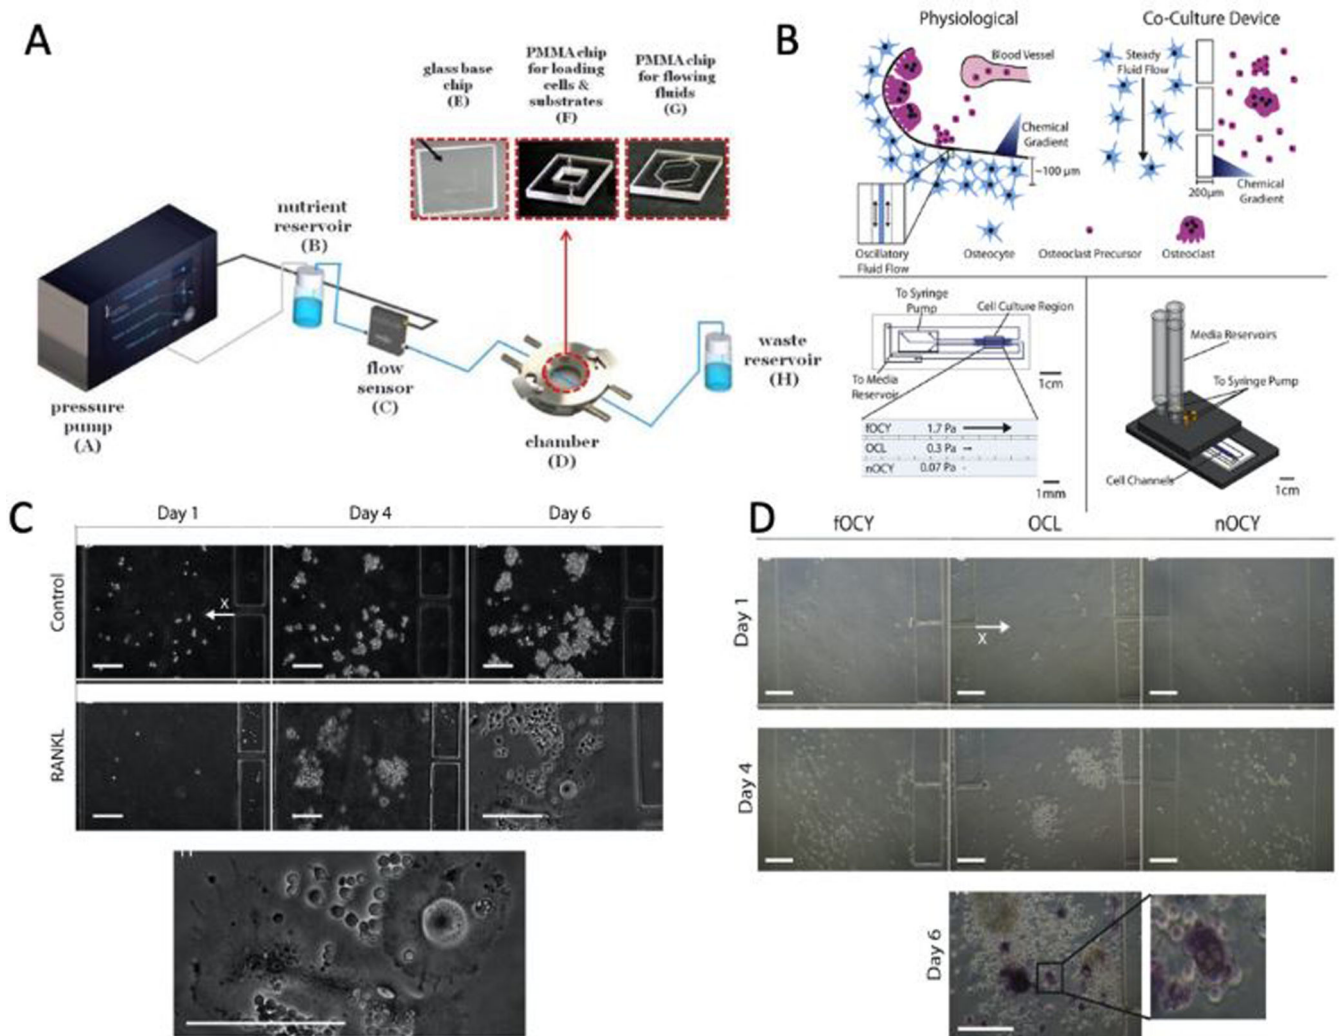 A
glass base
chip
(E)
PMMA chip
for loading
cells &
substrates
(F)
PMMA chip
for flowing
fluids
(G)
nutrient
reservoir
(B)
flow
sensor
(C)
pressure
pump
(A)
chamber
(D)
waste
reservoir
(H)
B
Physiological
Co-Culture Device
Blood Vessel
Steady
Fluid Flow
Chemical
Gradient
~100 μm
200μm
Chemical
Gradient
Oscillatory
Fluid Flow
Osteocyte
Osteoclast Precursor
Osteoclast
To Syringe
Pump
Cell Culture Region
To Media
Reservoir
1cm
fOCY 1.7 Pa
OCL 0.3 Pa
nOCY 0.07 Pa
1mm
Media Reservoirs
To Syringe Pump
Cell Channels
1cm
C
Day 1
Day 4
Day 6
Control
X
RANKL
D
fOCY
OCL
nOCY
Day 1
X
Day 4
Day 6